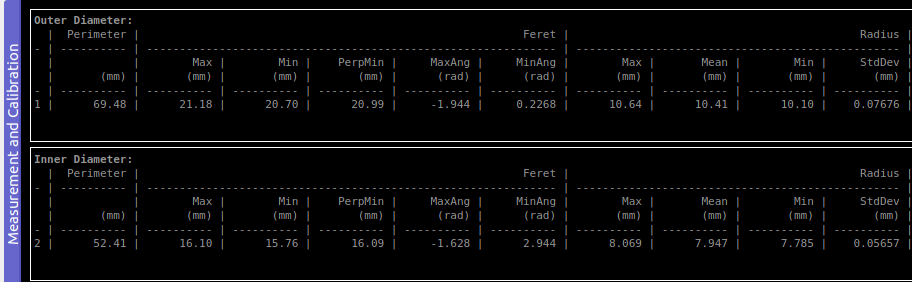 Measurement and Calibration
Outer Diameter:
| Perimeter | Feret | Radius |
- | ---------- | ------------------------------------------------------------- | --------------------------------------------------
| | Max | Min | PerpMin | MaxAng | MinAng | Max | Mean | Min | StdDev |
| (mm) | (mm) | (mm) | (mm) | (rad) | (rad) | (mm) | (mm) | (mm) | (mm) |
- | ---------- | ---------- | ---------- | ---------- | ---------- | ---------- | ---------- | ---------- | ---------- | ---------- |
1 | 69.48 | 21.18 | 20.70 | 20.99 | -1.944 | 0.2268 | 10.64 | 10.41 | 10.10 | 0.07676 |
Inner Diameter:
| Perimeter | Feret | Radius |
- | ---------- | ------------------------------------------------------------- | --------------------------------------------------
| | Max | Min | PerpMin | MaxAng | MinAng | Max | Mean | Min | StdDev |
| (mm) | (mm) | (mm) | (mm) | (rad) | (rad) | (mm) | (mm) | (mm) | (mm) |
- | ---------- | ---------- | ---------- | ---------- | ---------- | ---------- | ---------- | ---------- | ---------- | ---------- |
2 | 52.41 | 16.10 | 15.76 | 16.09 | -1.628 | 2.944 | 8.069 | 7.947 | 7.785 | 0.05657 |